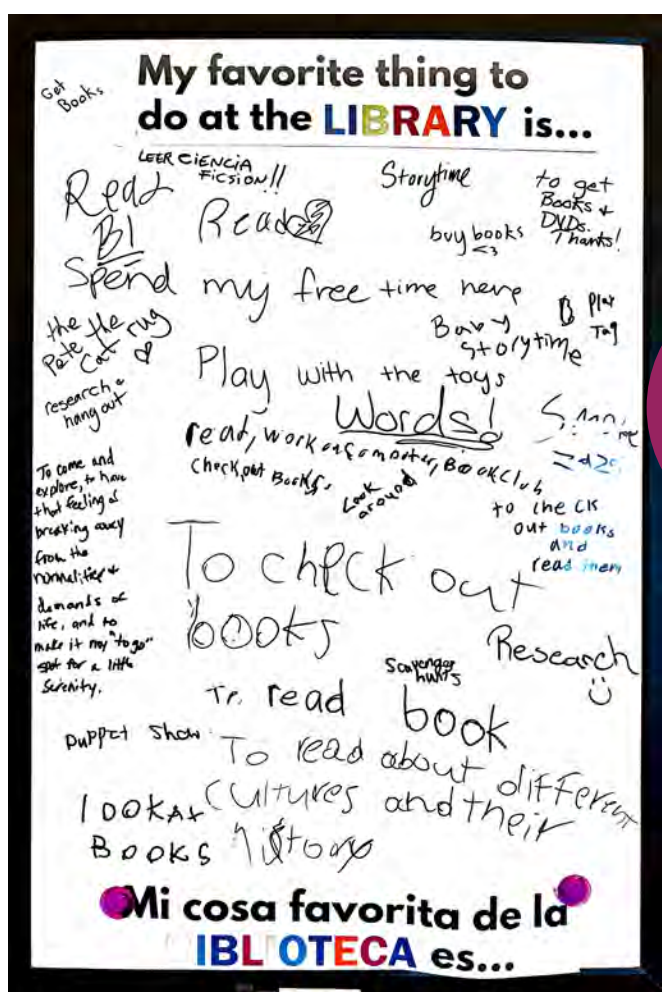 My favorite thing to
do at the LIBRARY is...
Get
Books
LEER CIENCIA
FICSION!!
Storytime
to get
Books &
DVDs.
Thanks!
Read
BI
Read
buy books
<3
Spend my free time here
the
Pete the
Cat rug
Storytime
Play
Tag
research &
hang out
Play with the toys
Words!
read, work on computer, Book Club
check out Books
Look
around
To come and
explore, to have
that feeling of
breaking away
from the
normalities &
demands of
life, and to
make it my "to go"
spot for a little
serenity.
to check
out books
and
read them
To check out
books
Research
Scavenger
hunts
To read
book
puppet show
To read about different
cultures and their
history
look At
Books
Mi cosa favorita de la
IBL OTECA es...